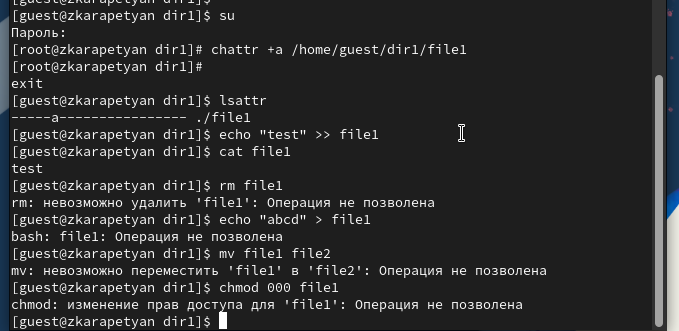 [guest@zkarapetyan dir1]$ su
Пароль:
[root@zkarapetyan dir1]# chattr +a /home/guest/dir1/file1
[root@zkarapetyan dir1]#
exit
[guest@zkarapetyan dir1]$ lsattr
-----a---------------- ./file1
[guest@zkarapetyan dir1]$ echo "test" >> file1
[guest@zkarapetyan dir1]$ cat file1
test
[guest@zkarapetyan dir1]$ rm file1
rm: невозможно удалить 'file1': Операция не позволена
[guest@zkarapetyan dir1]$ echo "abcd" > file1
bash: file1: Операция не позволена
[guest@zkarapetyan dir1]$ mv file1 file2
mv: невозможно переместить 'file1' в 'file2': Операция не позволена
[guest@zkarapetyan dir1]$ chmod 000 file1
chmod: изменение прав доступа для 'file1': Операция не позволена
[guest@zkarapetyan dir1]$